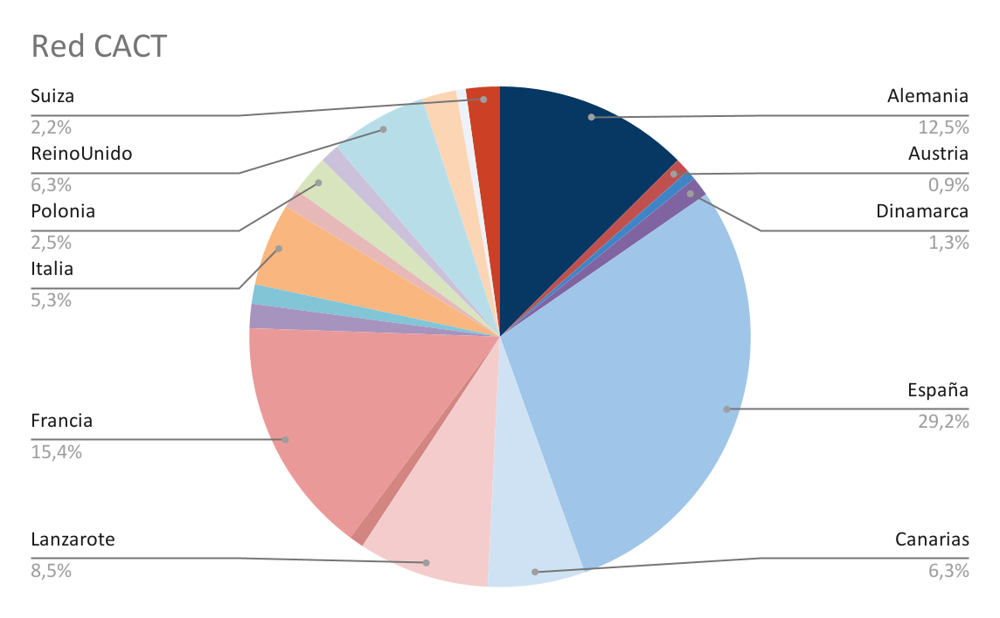 Red CACT
Suiza
2,2%
ReinoUnido
6,3%
Polonia
2,5%
Italia
5,3%
Francia
15,4%
Lanzarote
8,5%
Alemania
12,5%
Austria
0,9%
Dinamarca
1,3%
España
29,2%
Canarias
6,3%